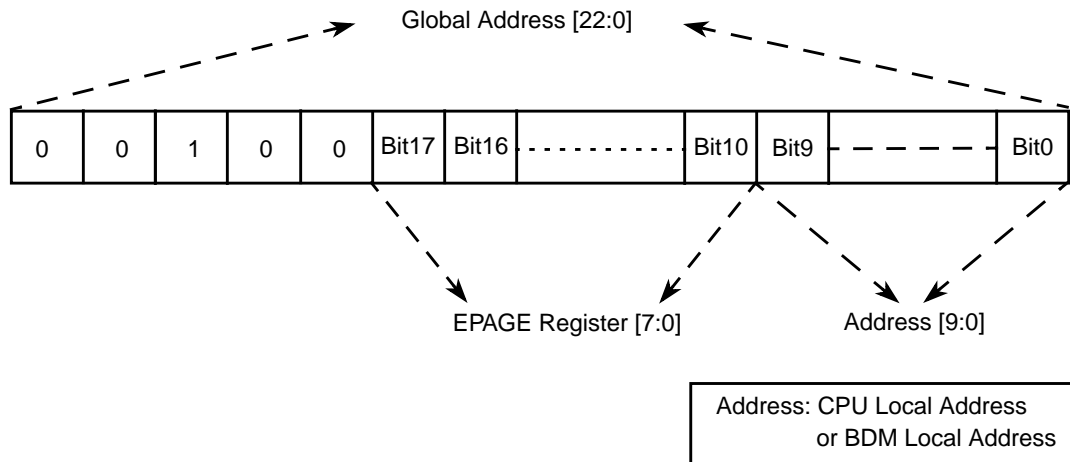 Global Address [22:0]
0 0 1 0 0 Bit17 Bit16 Bit10 Bit9 Bit0
EPAGE Register [7:0] Address [9:0]
Address: CPU Local Address
or BDM Local Address